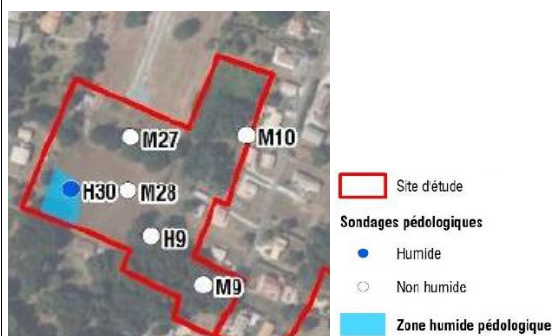 M27
M10
H30
M28
H9
M9
Site d'étude
Sondages pédologiques
Humide
Non humide
Zone humide pédologique